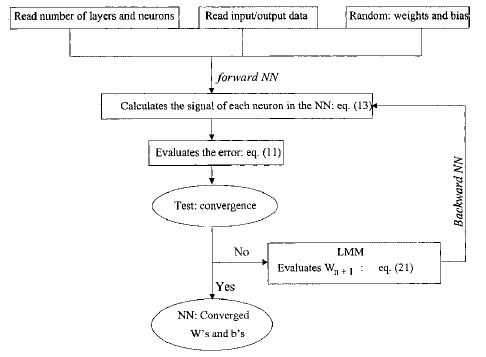 Read number of layers and neurons
Read input/output data
Random: weights and bias
forward NN
Calculates the signal of each neuron in the NN: eq. (13)
Evaluates the error: eq. (11)
Test: convergence
Backward NN
No
LMM
Evaluates W_{n+1} : eq. (21)
Yes
NN: Converged
W's and b's